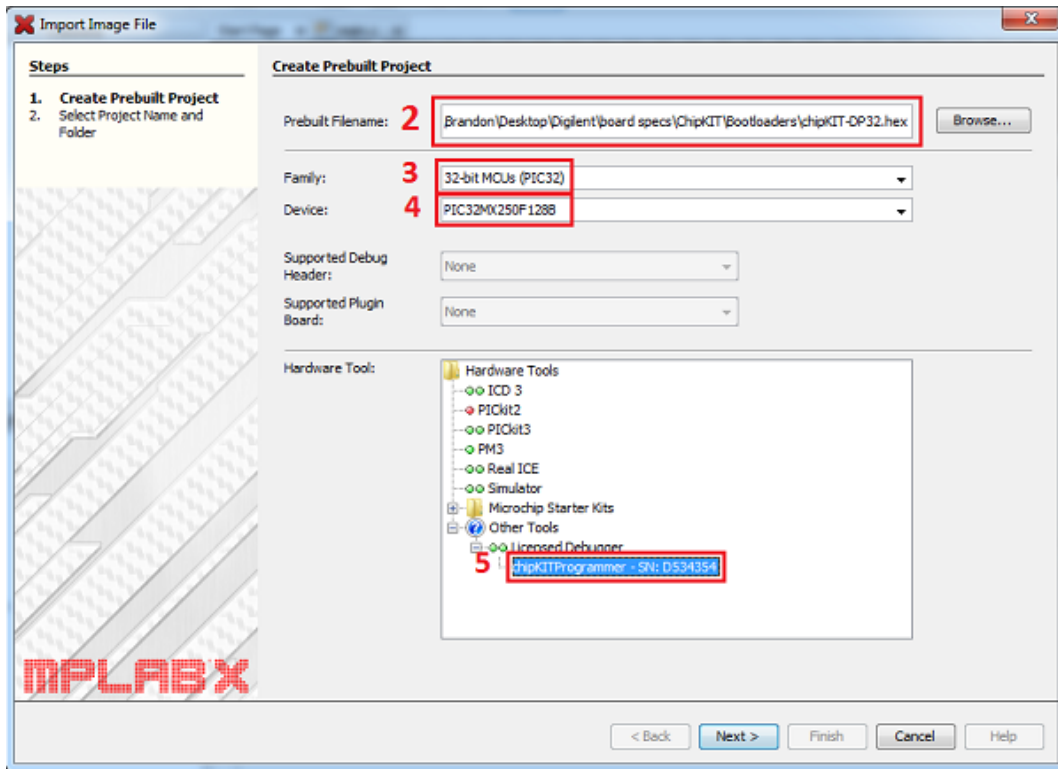 Import Image File
Steps
1. Create Prebuilt Project
2. Select Project Name and
Folder
Create Prebuilt Project
Prebuilt Filename: 2 Brandon\Desktop\Digilent\board specs\ChipKIT\Bootloaders\chipKIT-DP32.hex Browse...
Family: 3 32-bit MCUs (PIC32)
Device: 4 PIC32MX250F128B
Supported Debug
Header: None
Supported Plugin
Board: None
Hardware Tool: Hardware Tools
ICD 3
PICkit2
PICkit3
PM3
Real ICE
Simulator
Microchip Starter Kits
Other Tools
Licensed Debugger
5 chipKITProgrammer - SN: D534354
MPLAB X
< Back Next > Finish Cancel Help